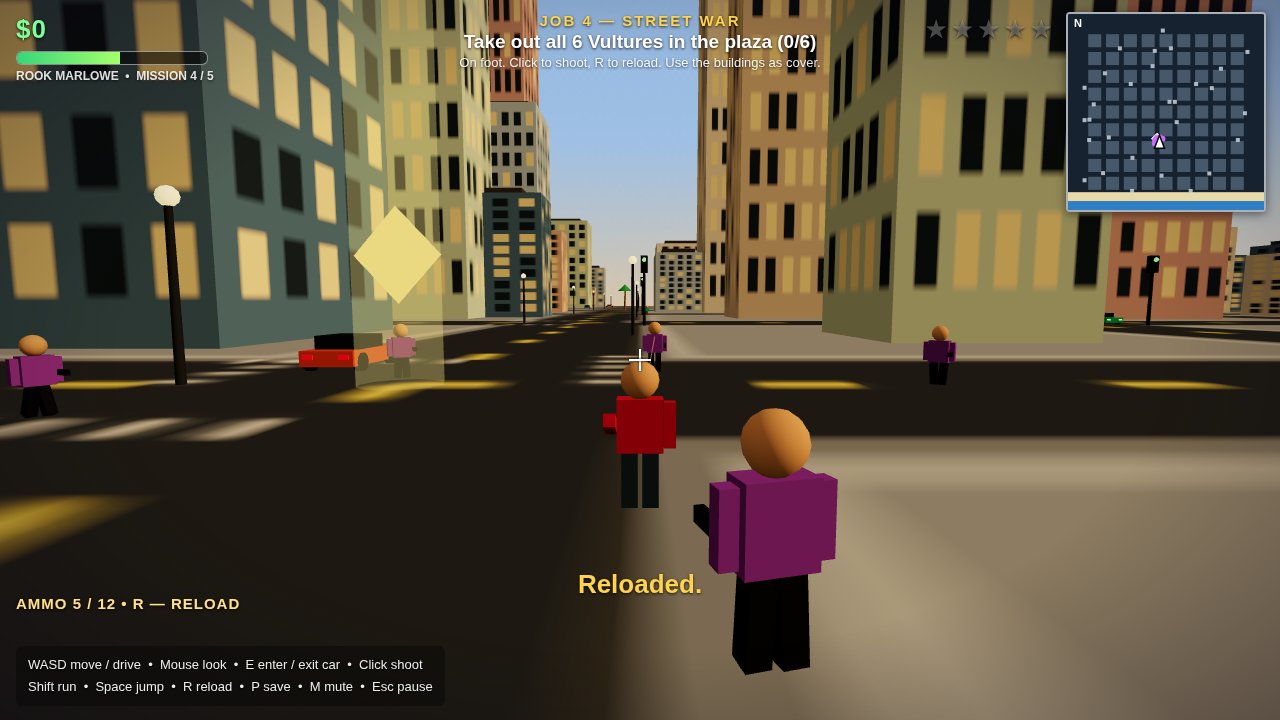 $0
ROOK MARLOWE • MISSION 4 / 5
JOB 4 — STREET WAR
Take out all 6 Vultures in the plaza (0/6)
On foot. Click to shoot, R to reload. Use the buildings as cover.
N
Reloaded.
AMMO 5 / 12 • R — RELOAD
WASD move / drive • Mouse look • E enter / exit car • Click shoot
Shift run • Space jump • R reload • P save • M mute • Esc pause